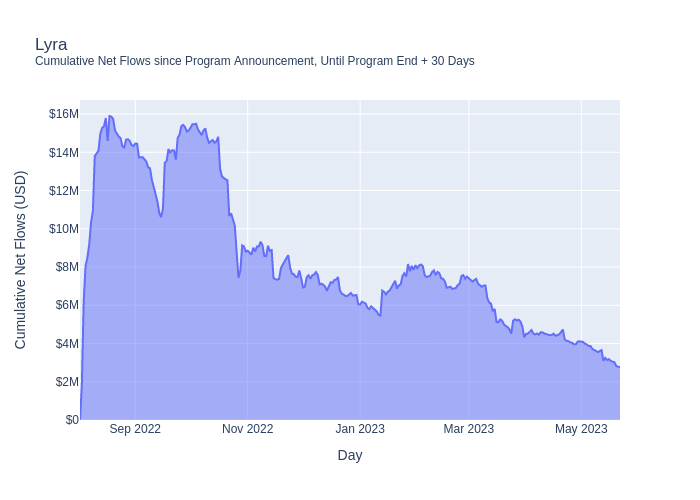 Lyra
Cumulative Net Flows since Program Announcement, Until Program End + 30 Days
Cumulative Net Flows (USD)
$16M
$14M
$12M
$10M
$8M
$6M
$4M
$2M
$0
Sep 2022 Nov 2022 Jan 2023 Mar 2023 May 2023
Day